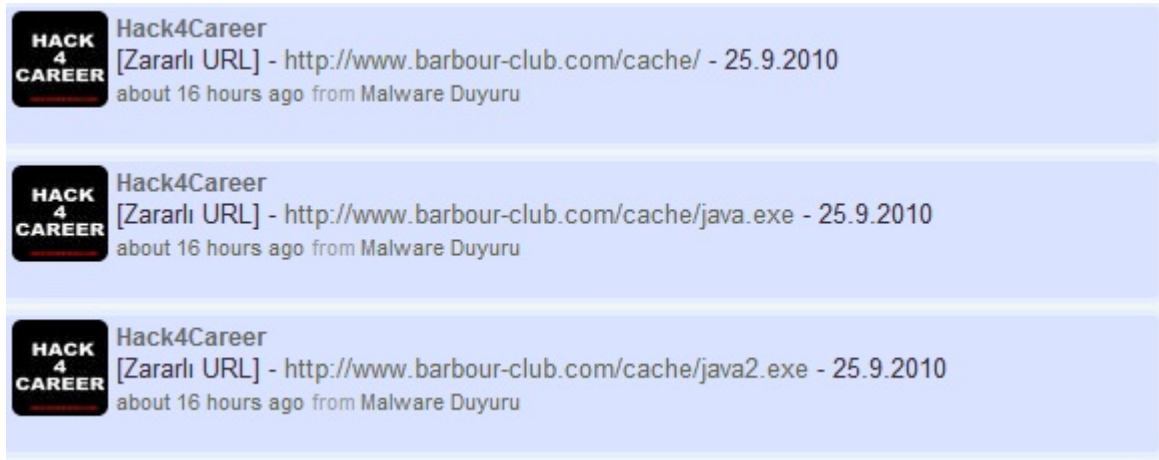 HACK
4
CAREER
Hack4Career
[Zararlı URL] - http://www.barbour-club.com/cache/ - 25.9.2010
about 16 hours ago from Malware Duyuru
HACK
4
CAREER
Hack4Career
[Zararlı URL] - http://www.barbour-club.com/cache/java.exe - 25.9.2010
about 16 hours ago from Malware Duyuru
HACK
4
CAREER
Hack4Career
[Zararlı URL] - http://www.barbour-club.com/cache/java2.exe - 25.9.2010
about 16 hours ago from Malware Duyuru